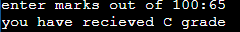 enter marks out of 100:65
you have recieved C grade